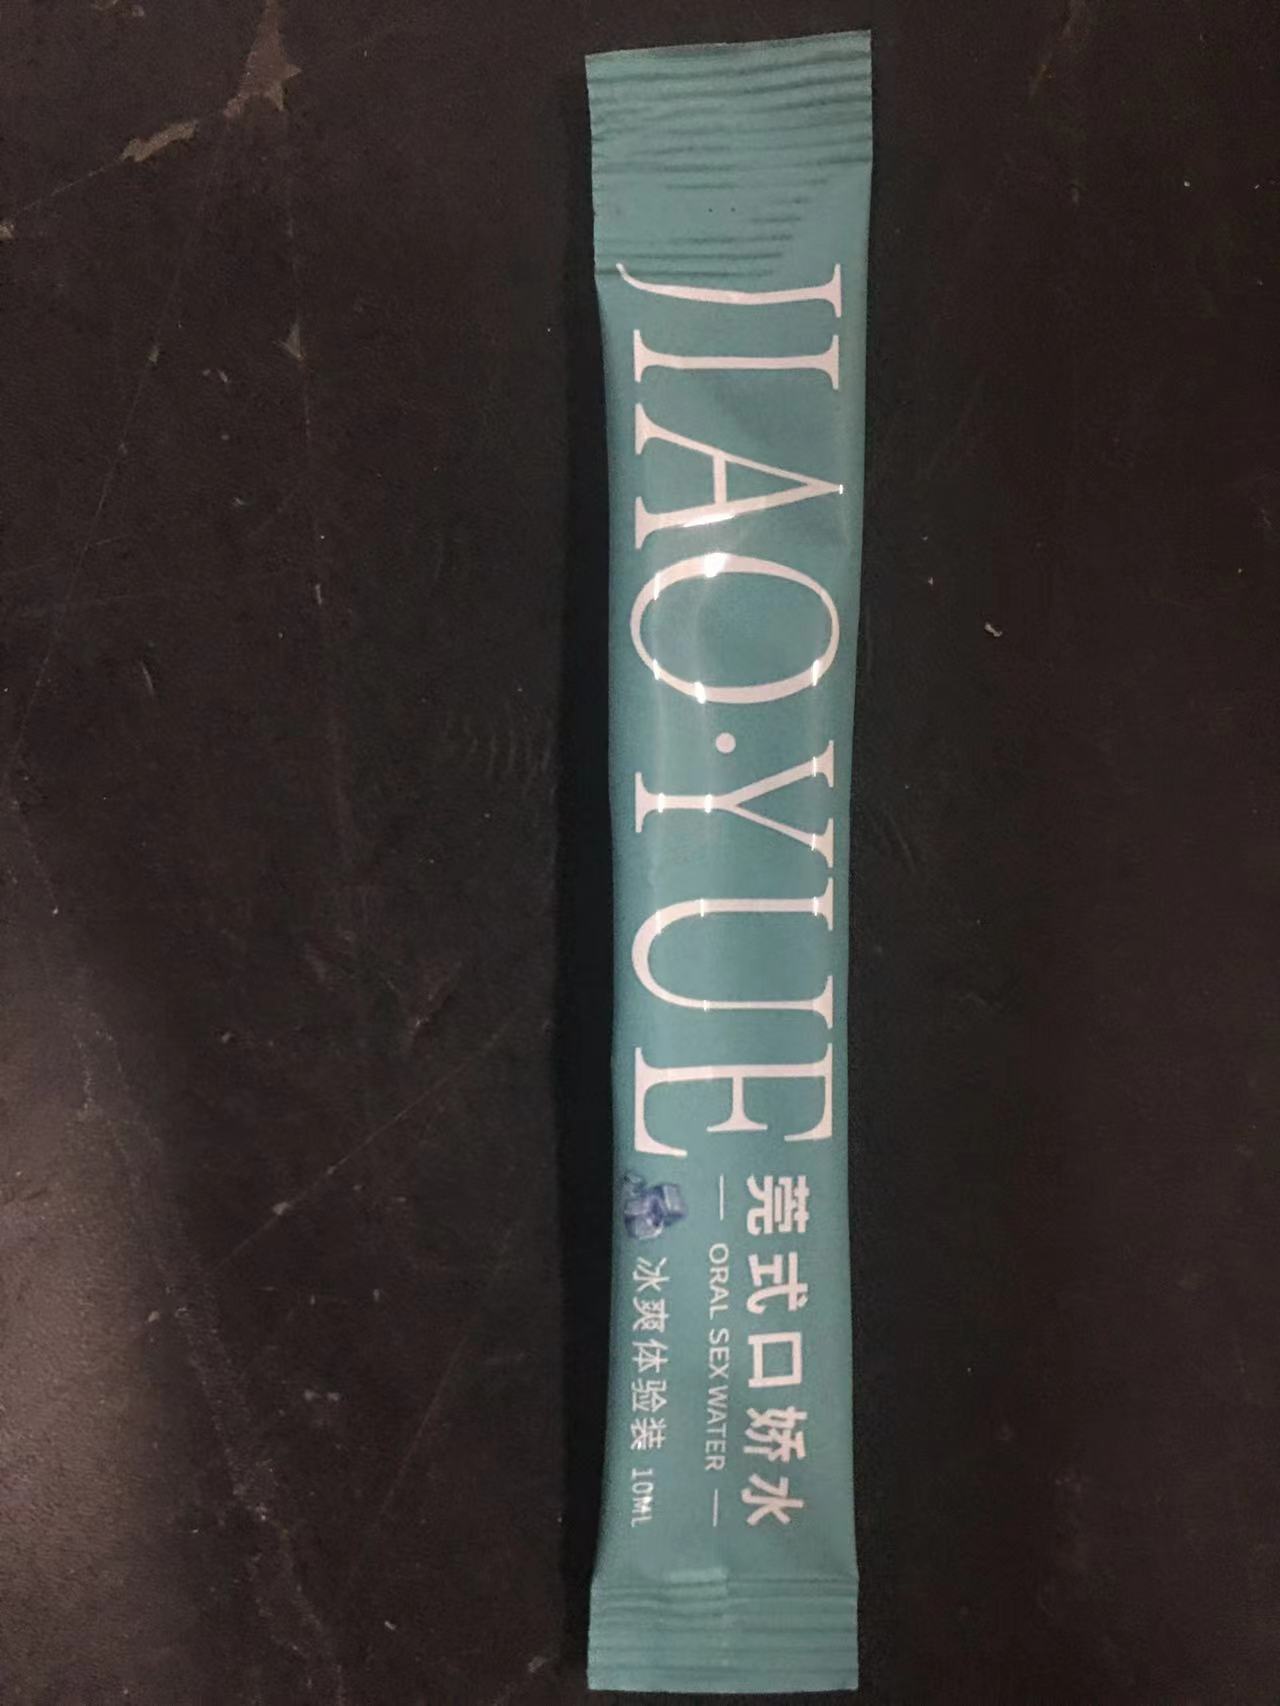 JIAO·YUE
莞式口娇水
— ORAL SEX WATER —
冰爽体验装 10ML